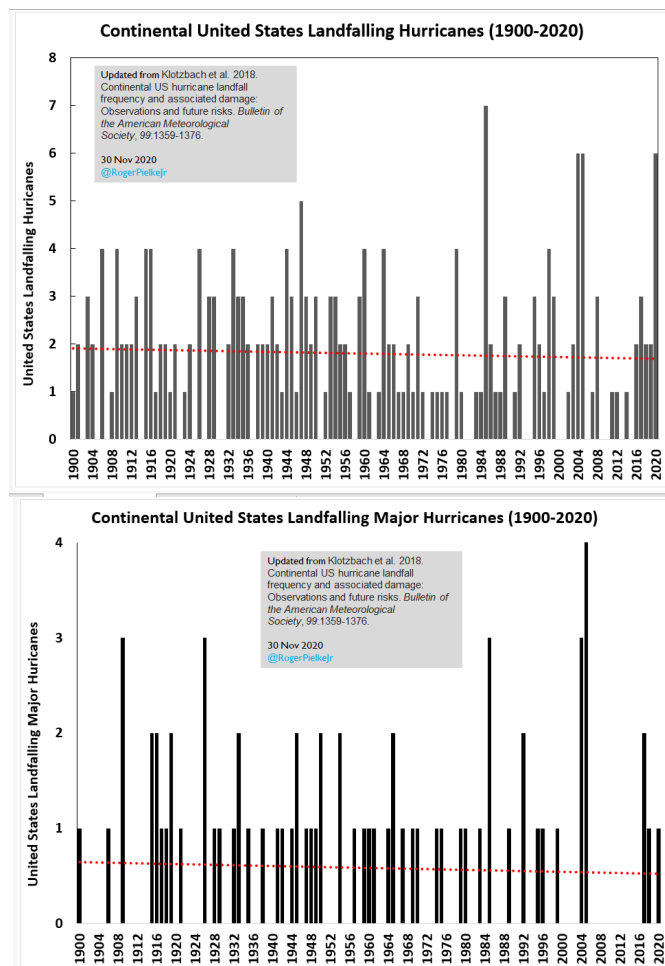 Continental United States Landfalling Hurricanes (1900-2020)
8
7
6
5
4
3
2
1
0
United States Landfalling Huricanes
Updated from Klotzbach et al. 2018.
Continental US hurricane landfall
frequency and associated damage:
Observations and future risks. Bulletin of
the American Meteorological
Society, 99:1359-1376.
30 Nov 2020
@RogerPielkeJr
1900 1904 1908 1912 1916 1920 1924 1928 1932 1936 1940 1944 1948 1952 1956 1960 1964 1968 1972 1976 1980 1984 1988 1992 1996 2000 2004 2008 2012 2016 2020
Continental United States Landfalling Major Hurricanes (1900-2020)
4
3
2
1
0
United States Landfalling Major Huricanes
Updated from Klotzbach et al. 2018.
Continental US hurricane landfall
frequency and associated damage:
Observations and future risks. Bulletin of
the American Meteorological
Society, 99:1359-1376.
30 Nov 2020
@RogerPielkeJr
1900 1904 1908 1912 1916 1920 1924 1928 1932 1936 1940 1944 1948 1952 1956 1960 1964 1968 1972 1976 1980 1984 1988 1992 1996 2000 2004 2008 2012 2016 2020